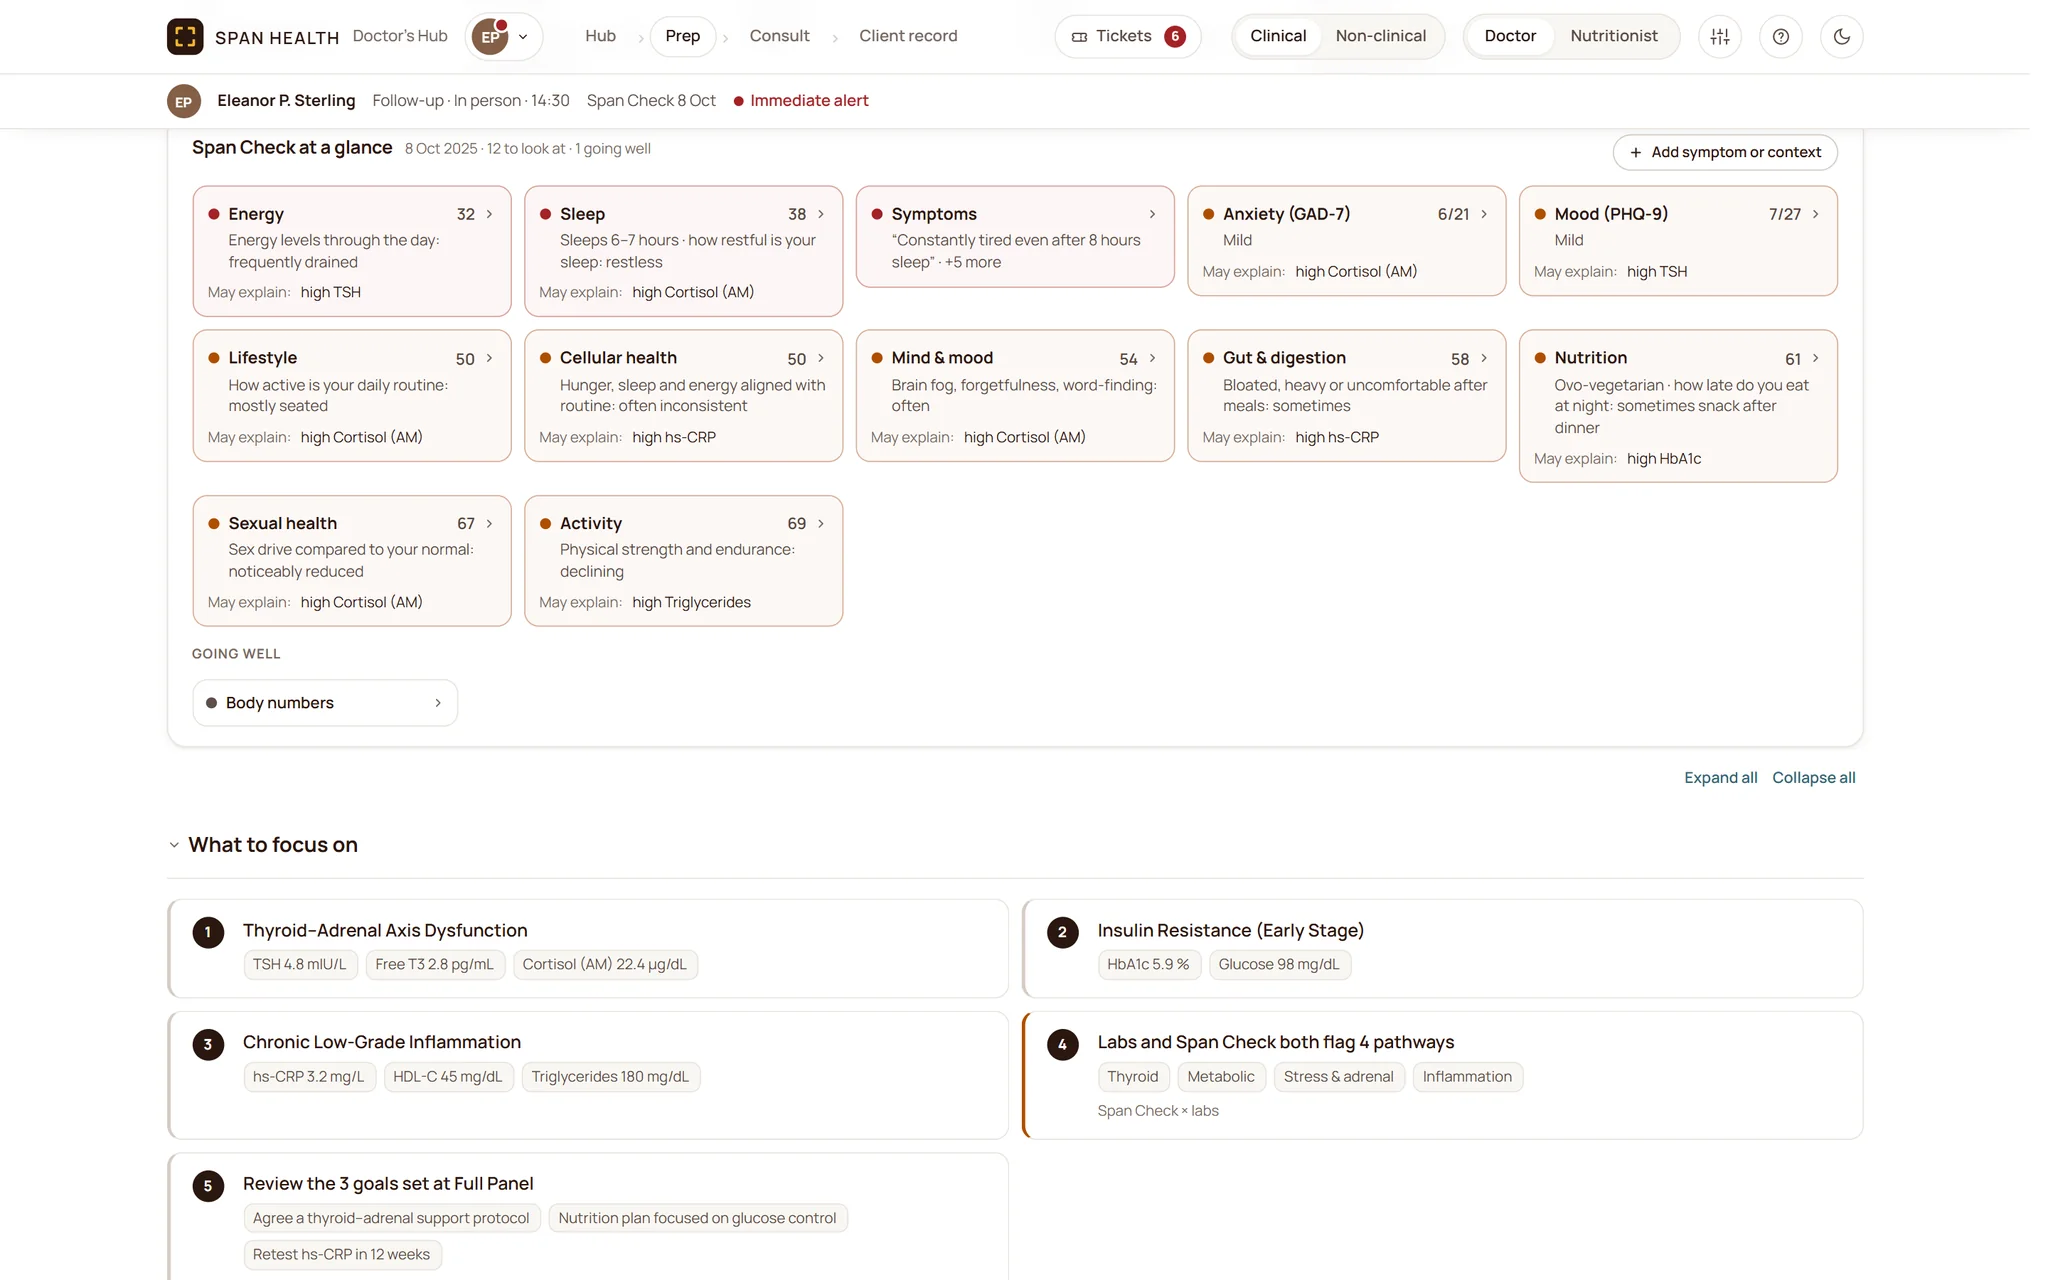 SPAN HEALTH Doctor's Hub EP Hub Prep Consult Client record Tickets 6 Clinical Non-clinical Doctor Nutritionist
EP Eleanor P. Sterling Follow-up · In person · 14:30 Span Check 8 Oct Immediate alert
Span Check at a glance 8 Oct 2025 · 12 to look at · 1 going well + Add symptom or context
Energy 32
Energy levels through the day:
frequently drained
May explain: high TSH
Sleep 38
Sleeps 6–7 hours · how restful is your
sleep: restless
May explain: high Cortisol (AM)
Symptoms
“Constantly tired even after 8 hours
sleep” · +5 more
Anxiety (GAD-7) 6/21
Mild
May explain: high Cortisol (AM)
Mood (PHQ-9) 7/27
Mild
May explain: high TSH
Lifestyle 50
How active is your daily routine:
mostly seated
May explain: high Cortisol (AM)
Cellular health 50
Hunger, sleep and energy aligned with
routine: often inconsistent
May explain: high hs-CRP
Mind & mood 54
Brain fog, forgetfulness, word-finding:
often
May explain: high Cortisol (AM)
Gut & digestion 58
Bloated, heavy or uncomfortable after
meals: sometimes
May explain: high hs-CRP
Nutrition 61
Ovo-vegetarian · how late do you eat
at night: sometimes snack after
dinner
May explain: high HbA1c
Sexual health 67
Sex drive compared to your normal:
noticeably reduced
May explain: high Cortisol (AM)
Activity 69
Physical strength and endurance:
declining
May explain: high Triglycerides
GOING WELL
Body numbers
Expand all Collapse all
What to focus on
1 Thyroid–Adrenal Axis Dysfunction
TSH 4.8 mIU/L Free T3 2.8 pg/mL Cortisol (AM) 22.4 µg/dL
2 Insulin Resistance (Early Stage)
HbA1c 5.9 % Glucose 98 mg/dL
3 Chronic Low-Grade Inflammation
hs-CRP 3.2 mg/L HDL-C 45 mg/dL Triglycerides 180 mg/dL
4 Labs and Span Check both flag 4 pathways
Thyroid Metabolic Stress & adrenal Inflammation
Span Check × labs
5 Review the 3 goals set at Full Panel
Agree a thyroid–adrenal support protocol Nutrition plan focused on glucose control
Retest hs-CRP in 12 weeks